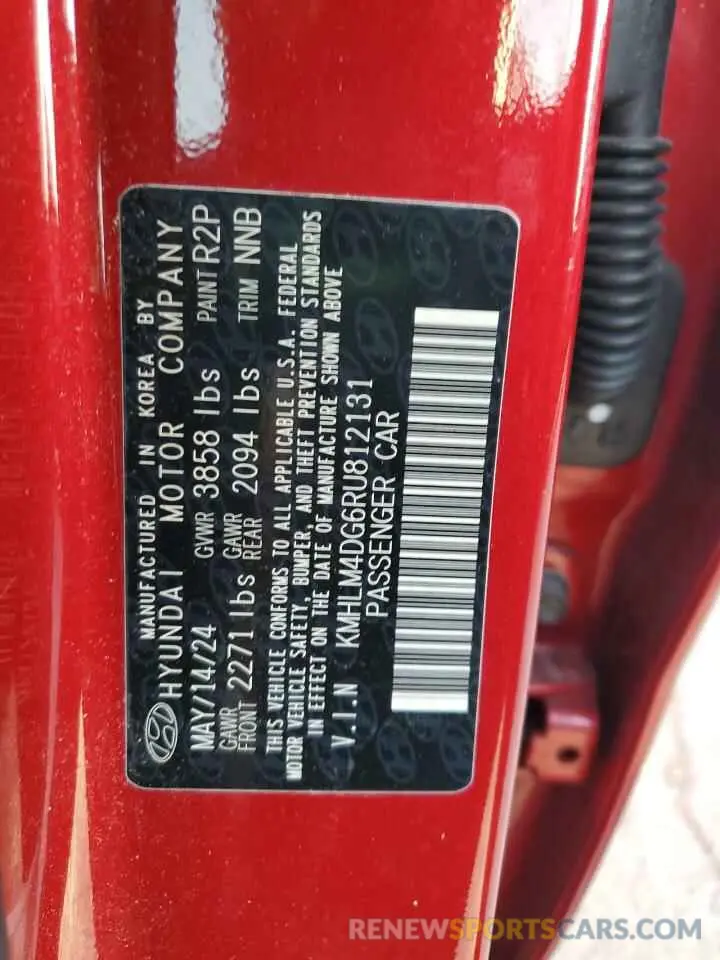 MANUFACTURED IN KOREA BY
HYUNDAI MOTOR COMPANY
MAY/14/24 GVWR 3858 lbs PAINT R2P
GAWR FRONT 2271 lbs GAWR REAR 2094 lbs TRIM NNB
THIS VEHICLE CONFORMS TO ALL APPLICABLE U.S.A. FEDERAL
MOTOR VEHICLE SAFETY, BUMPER, AND THEFT PREVENTION STANDARDS
IN EFFECT ON THE DATE OF MANUFACTURE SHOWN ABOVE
V.I.N KMHLM4DG6RU812131
PASSENGER CAR
RENEWSPORTSCARS.COM